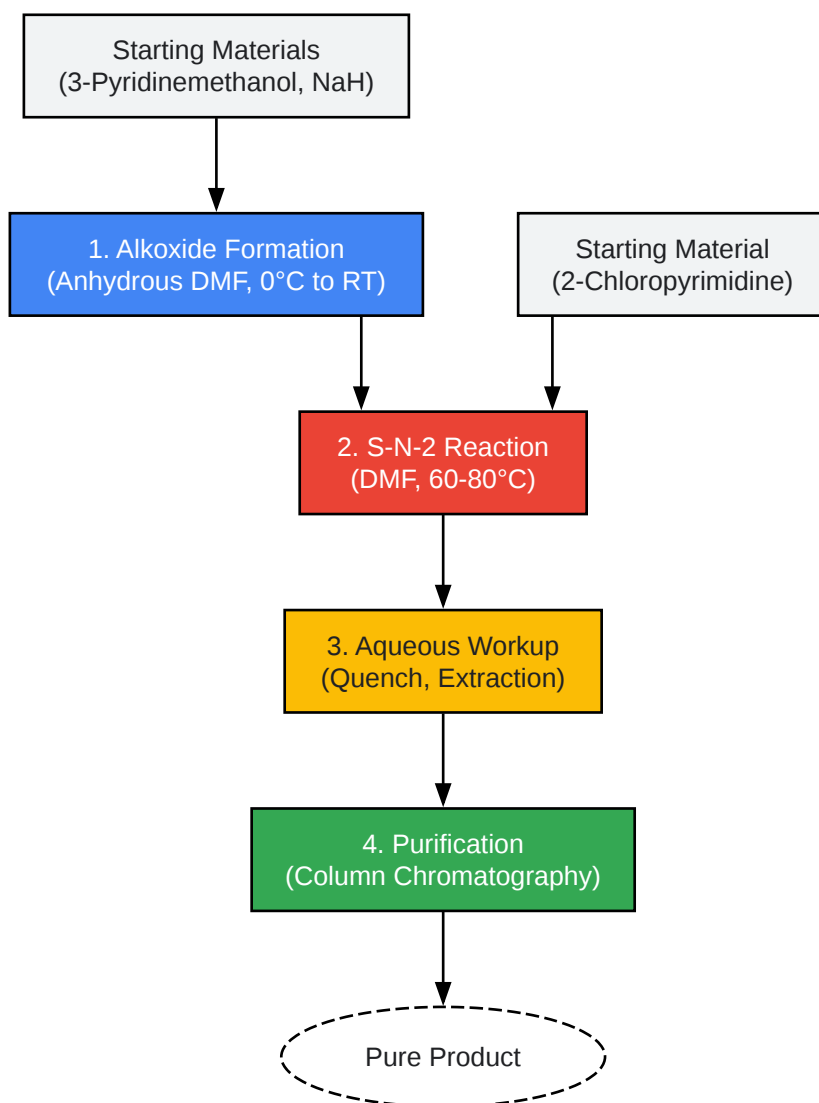 Starting Materials
(3-Pyridinemethanol, NaH)
1. Alkoxide Formation
(Anhydrous DMF, 0°C to RT)
Starting Material
(2-Chloropyrimidine)
2. S-N-2 Reaction
(DMF, 60-80°C)
3. Aqueous Workup
(Quench, Extraction)
4. Purification
(Column Chromatography)
Pure Product